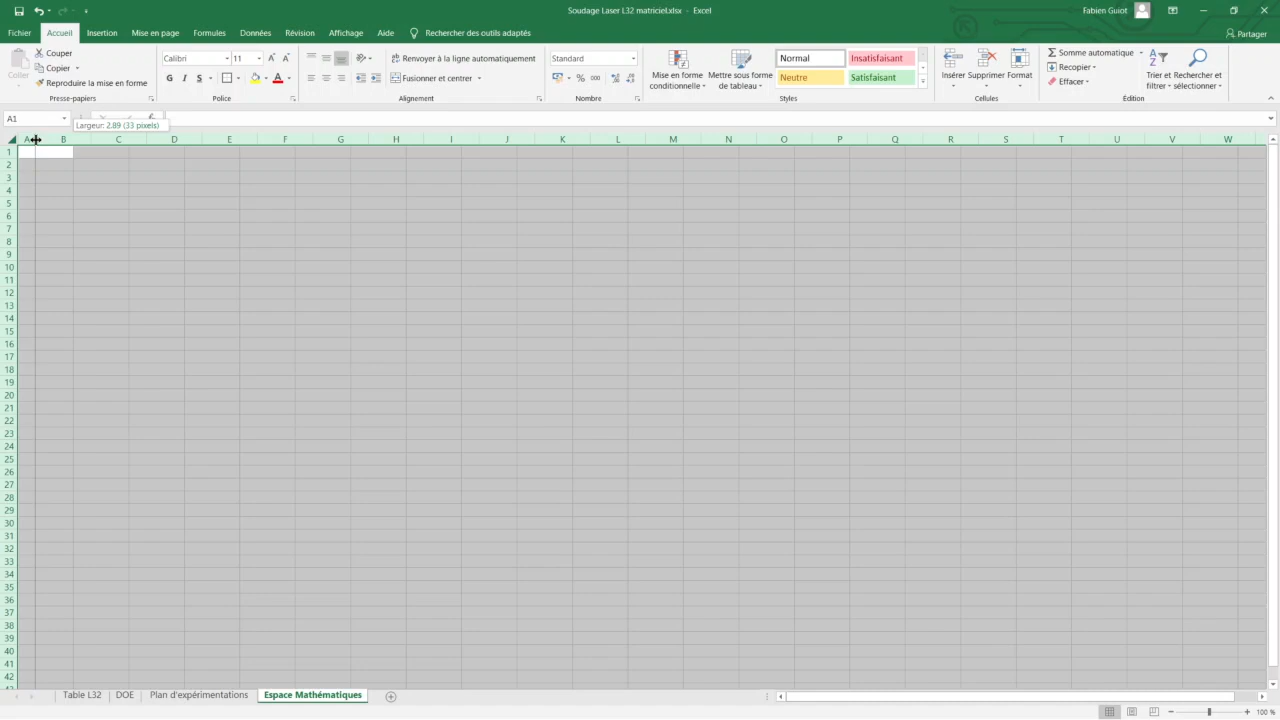 Soudage Laser L32 matriciel.xlsx - Excel
Fabien Guiot
Fichier Accueil Insertion Mise en page Formules Données Révision Affichage Aide Rechercher des outils adaptés Partager
Coller
Couper
Copier
Reproduire la mise en forme
Calibri 11
G I S
Renvoyer à la ligne automatiquement
Fusionner et centrer
Standard
% 000
Mise en forme conditionnelle
Mettre sous forme de tableau
Normal Insatisfaisant
Neutre Satisfaisant
Insérer Supprimer Format
Somme automatique
Recopier
Effacer
Trier et filtrer
Rechercher et sélectionner
Presse-papiers Police Alignement Nombre Styles Cellules Édition
A1
Largeur: 2.89 (33 pixels)
A B C D E F G H I J K L M N O P Q R S T U V W
1
2
3
4
5
6
7
8
9
10
11
12
13
14
15
16
17
18
19
20
21
22
23
24
25
26
27
28
29
30
31
32
33
34
35
36
37
38
39
40
41
42
Table L32 DOE Plan d'expérimentations Espace Mathématiques
100 %